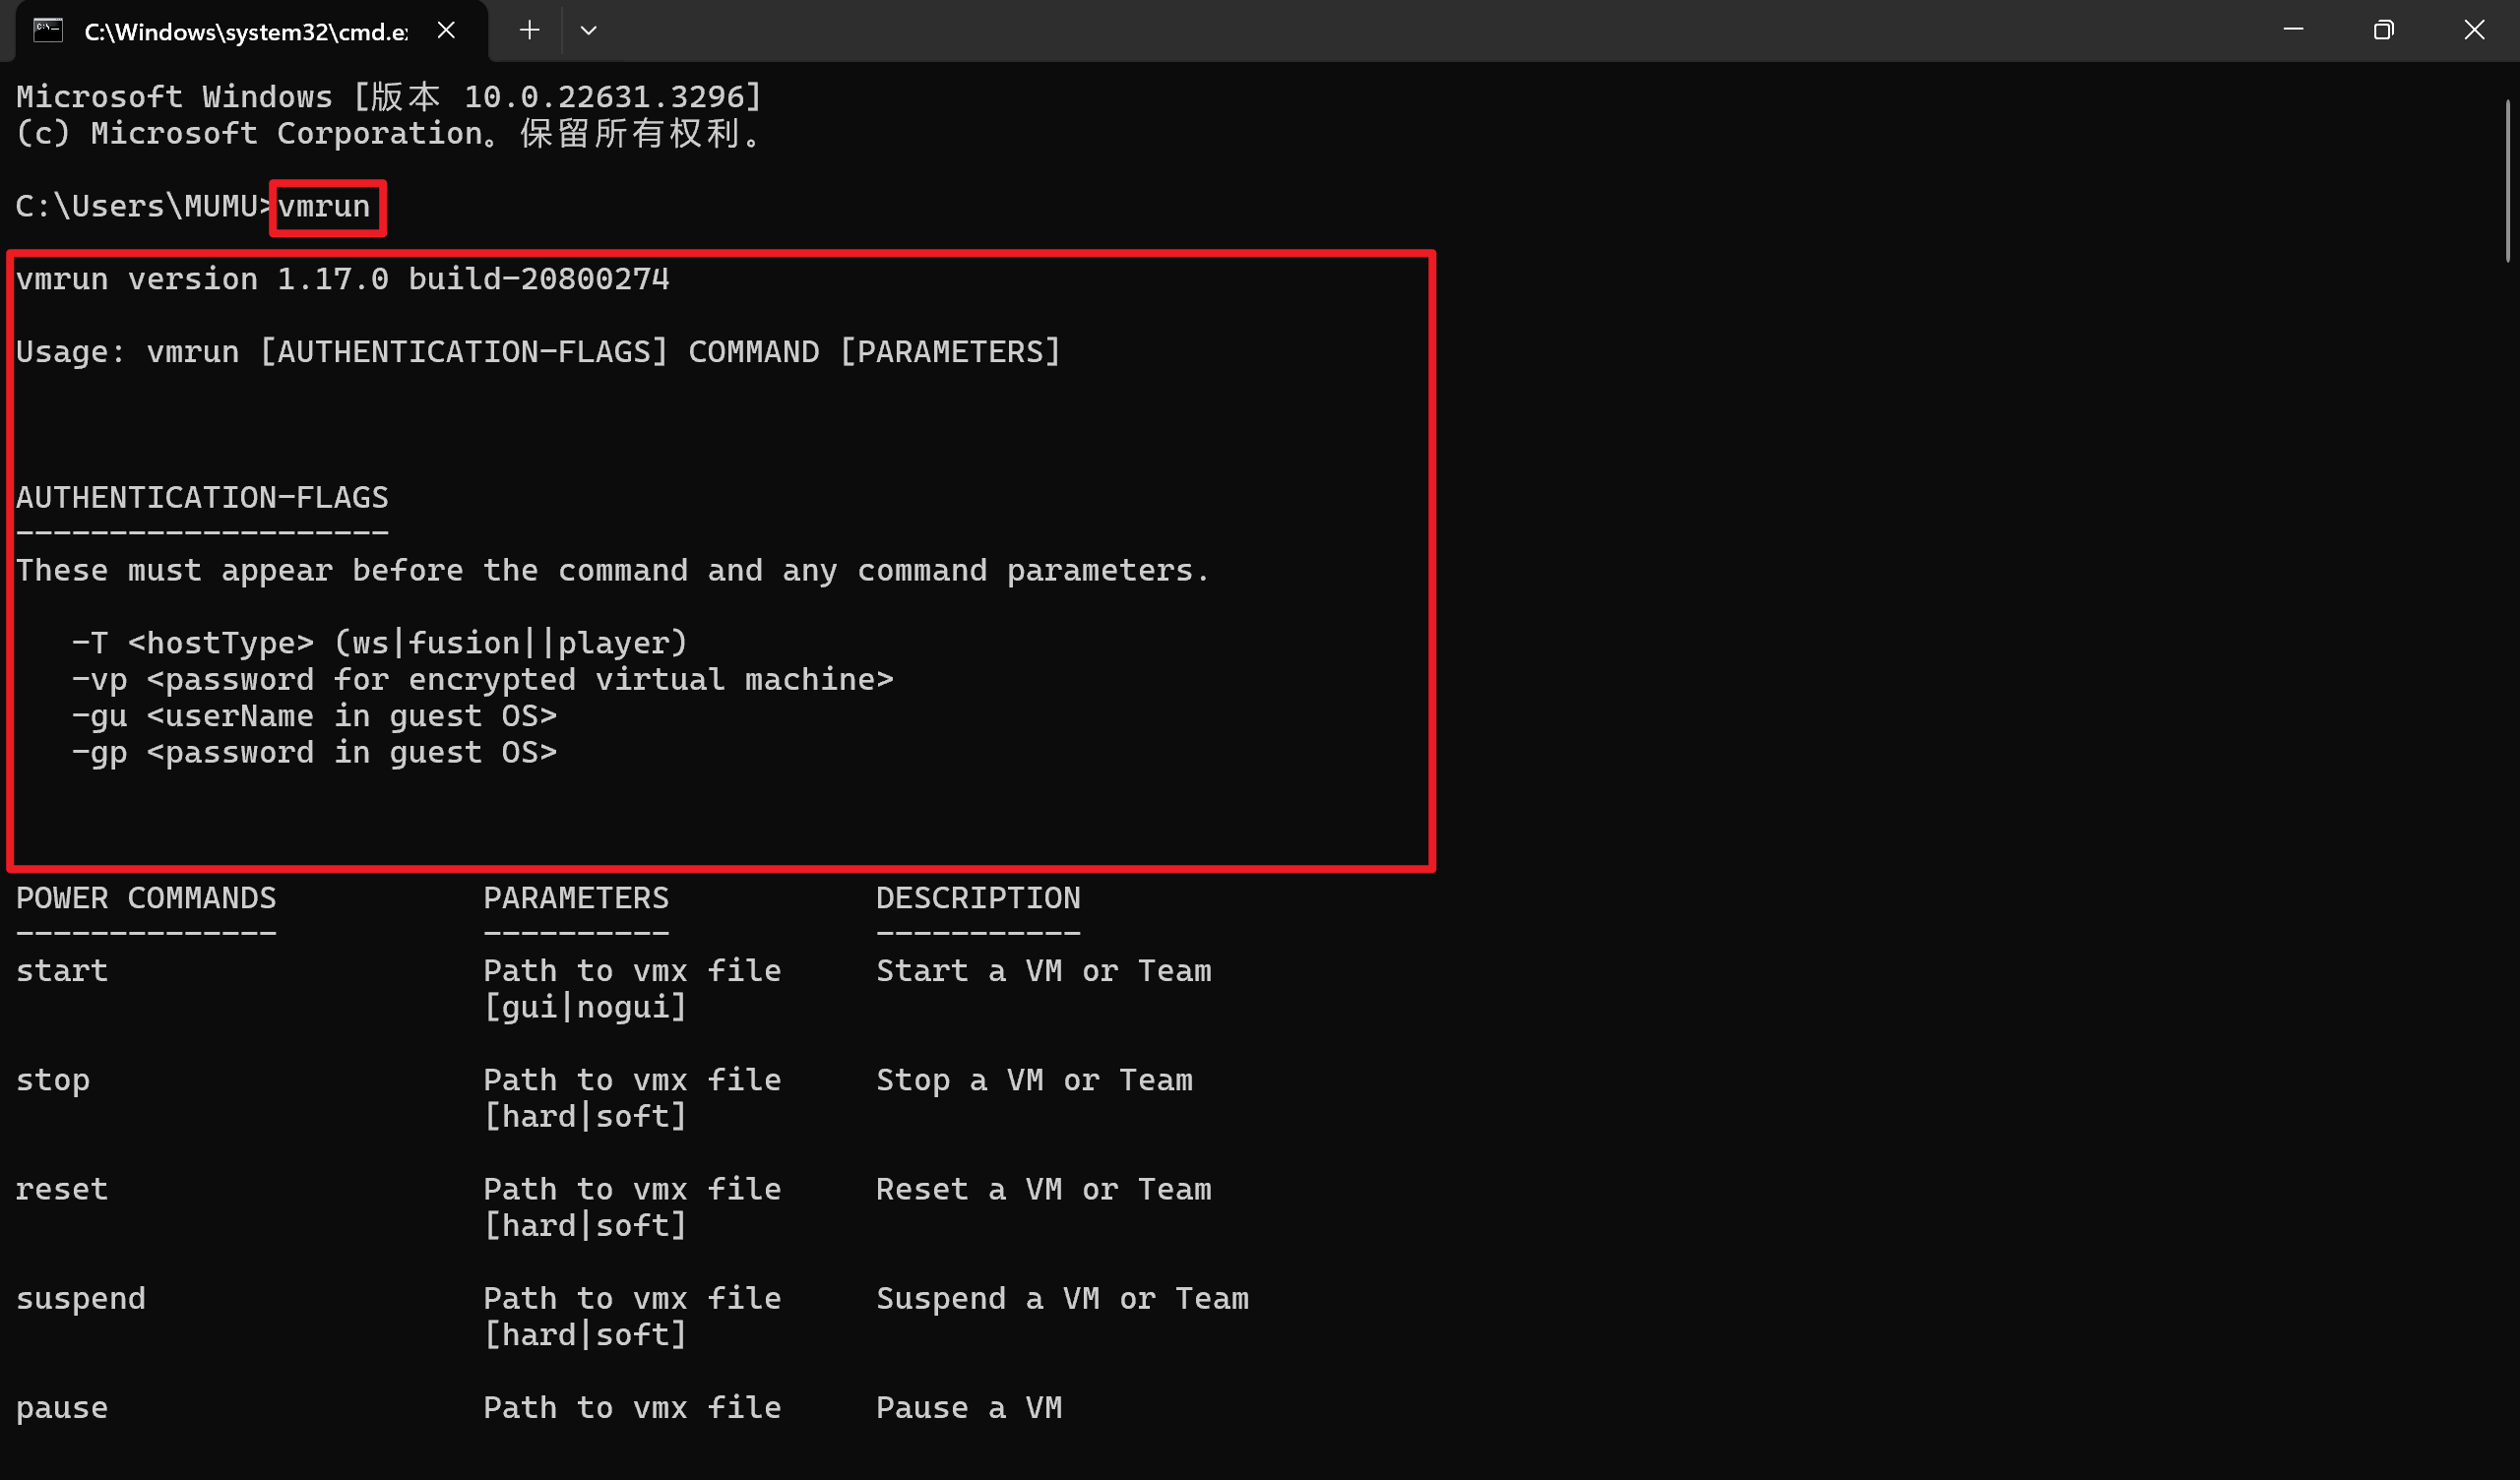 C:\Windows\system32\cmd.e
Microsoft Windows [版本 10.0.22631.3296]
(c) Microsoft Corporation。保留所有权利。
C:\Users\MUMU>vmrun
vmrun version 1.17.0 build-20800274
Usage: vmrun [AUTHENTICATION-FLAGS] COMMAND [PARAMETERS]
AUTHENTICATION-FLAGS
--------------------
These must appear before the command and any command parameters.
   -T <hostType> (ws|fusion||player)
   -vp <password for encrypted virtual machine>
   -gu <userName in guest OS>
   -gp <password in guest OS>
POWER COMMANDS           PARAMETERS           DESCRIPTION
--------------           ----------           -----------
start                    Path to vmx file     Start a VM or Team
                         [gui|nogui]
stop                     Path to vmx file     Stop a VM or Team
                         [hard|soft]
reset                    Path to vmx file     Reset a VM or Team
                         [hard|soft]
suspend                  Path to vmx file     Suspend a VM or Team
                         [hard|soft]
pause                    Path to vmx file     Pause a VM